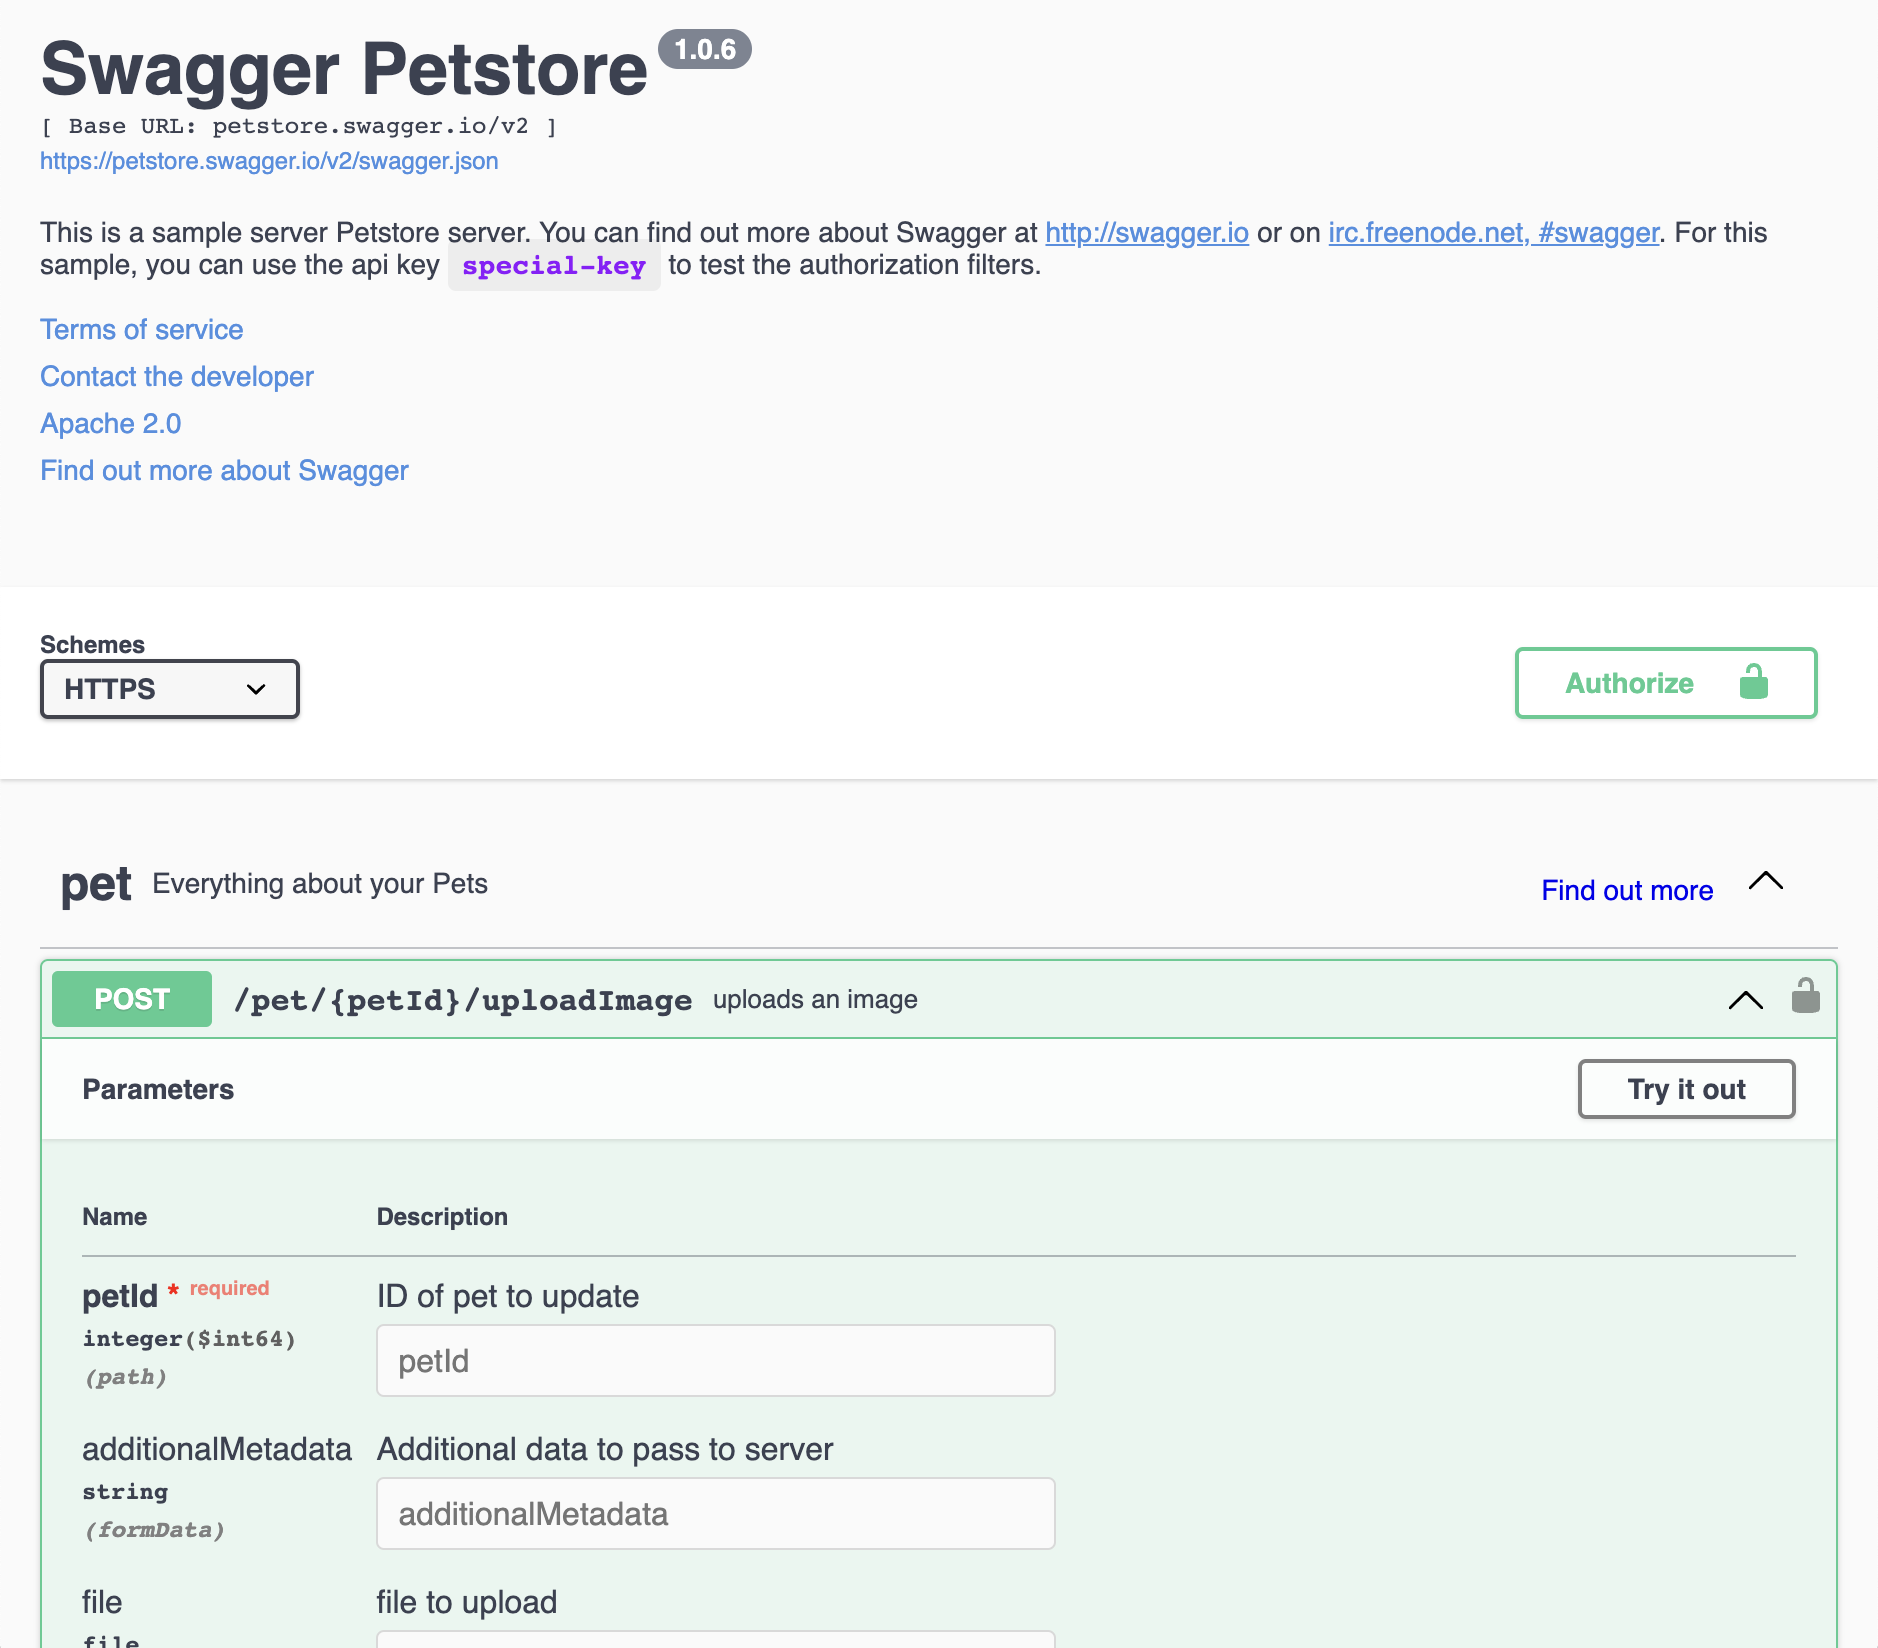 Swagger Petstore 1.0.6
[ Base URL: petstore.swagger.io/v2 ]
https://petstore.swagger.io/v2/swagger.json
This is a sample server Petstore server. You can find out more about Swagger at http://swagger.io or on irc.freenode.net, #swagger. For this
sample, you can use the api key special-key to test the authorization filters.
Terms of service
Contact the developer
Apache 2.0
Find out more about Swagger
Schemes
HTTPS
Authorize
pet Everything about your Pets
Find out more
POST /pet/{petId}/uploadImage uploads an image
Parameters
Try it out
Name Description
petId * required
ID of pet to update
integer($int64)
petId
(path)
additionalMetadata
Additional data to pass to server
string
additionalMetadata
(formData)
file
file to upload
file